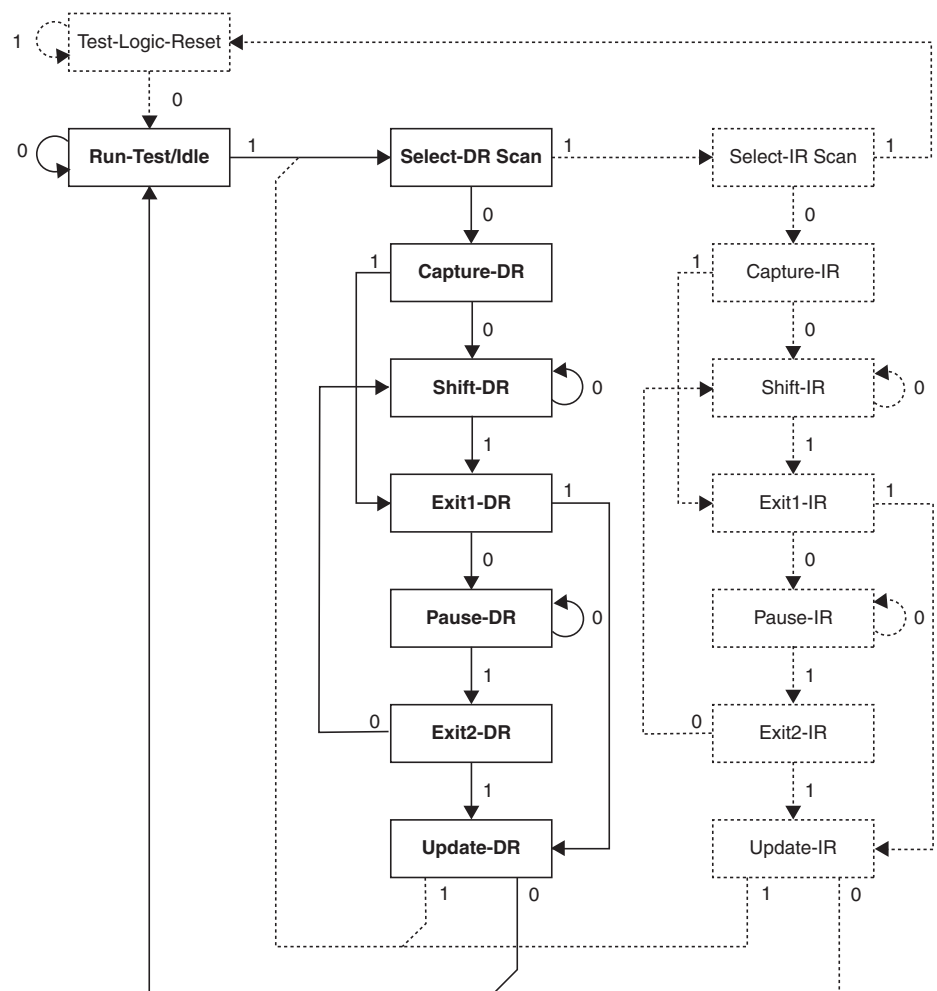 1
Test-Logic-Reset
0
0
Run-Test/Idle
1
Select-DR Scan
1
Select-IR Scan
1
0
0
1
Capture-DR
1
Capture-IR
0
0
Shift-DR
0
Shift-IR
0
1
1
Exit1-DR
1
Exit1-IR
1
0
0
Pause-DR
0
Pause-IR
0
1
1
0
Exit2-DR
0
Exit2-IR
1
1
Update-DR
Update-IR
1
0
1
0